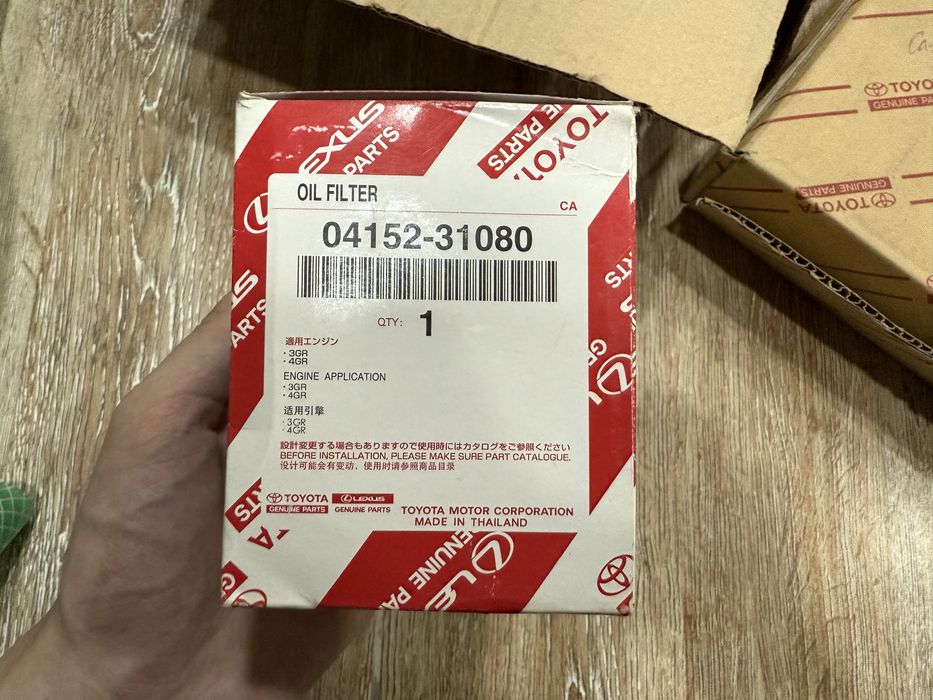 LEXUS
PARTS
GENUINE PARTS
TOYOTA
OIL FILTER
CA
04152-31080
QTY: 1
適用エンジン
・3GR
・4GR
ENGINE APPLICATION
・3GR
・4GR
适用引擎
・3GR
・4GR
設計変更する場合もありますので使用時にはカタログをご参照ください
BEFORE INSTALLATION, PLEASE MAKE SURE PART CATALOGUE.
设计可能会有变动、使用时请参照商品目录
TOYOTA LEXUS
GENUINE PARTS GENUINE PARTS
TOYOTA MOTOR CORPORATION
MADE IN THAILAND
GENUINE PARTS
TOYOTA
GENUINE PARTS
GENUINE PARTS
TOYOTA